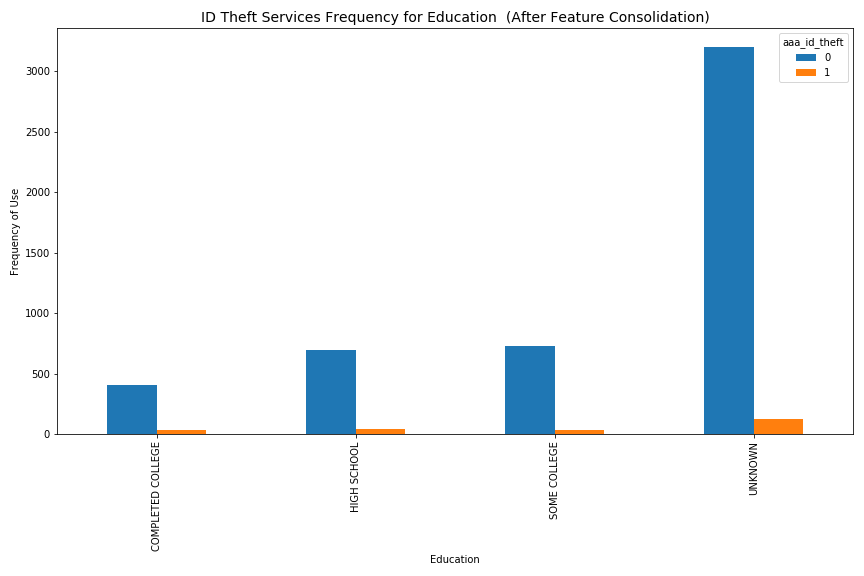 ID Theft Services Frequency for Education  (After Feature Consolidation)
aaa_id_theft
0
1
3000
2500
2000
1500
1000
500
0
Frequency of Use
COMPLETED COLLEGE
HIGH SCHOOL
SOME COLLEGE
UNKNOWN
Education